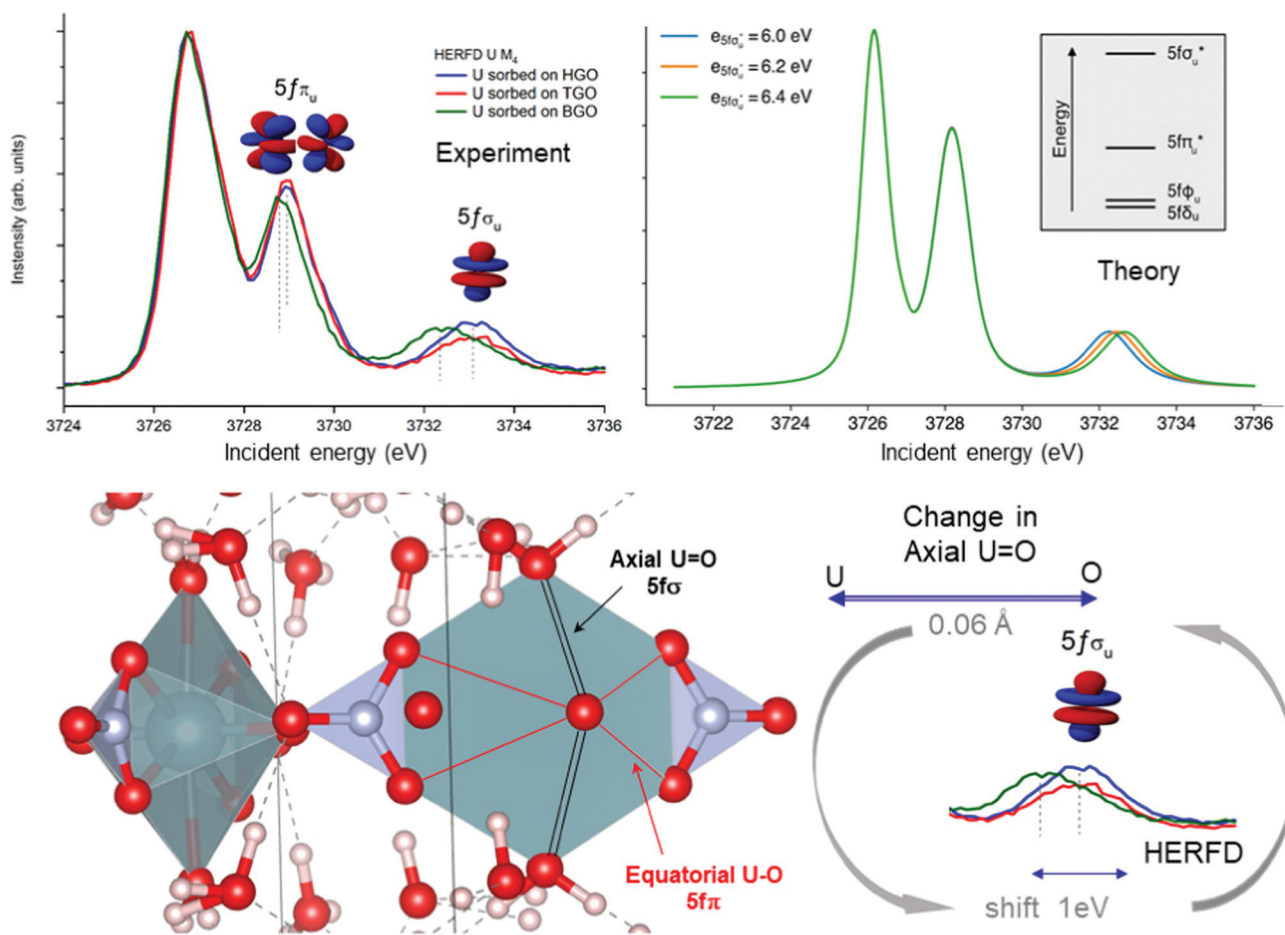 HERFD U M₄
U sorbed on HGO
U sorbed on TGO
U sorbed on BGO
5fπᵤ
Experiment
5fσᵤ
Instensity (arb. units)
3724 3726 3728 3730 3732 3734 3736
Incident energy (eV)
e5fσᵤ* = 6.0 eV
e5fσᵤ* = 6.2 eV
e5fσᵤ* = 6.4 eV
Energy
5fσᵤ*
5fπᵤ*
5fϕᵤ
5fδᵤ
Theory
3722 3724 3726 3728 3730 3732 3734 3736
Incident energy (eV)
Axial U=O
5fσ
Equatorial U-O
5fπ
Change in
Axial U=O
U O
0.06 Å
5fσᵤ
HERFD
shift 1eV